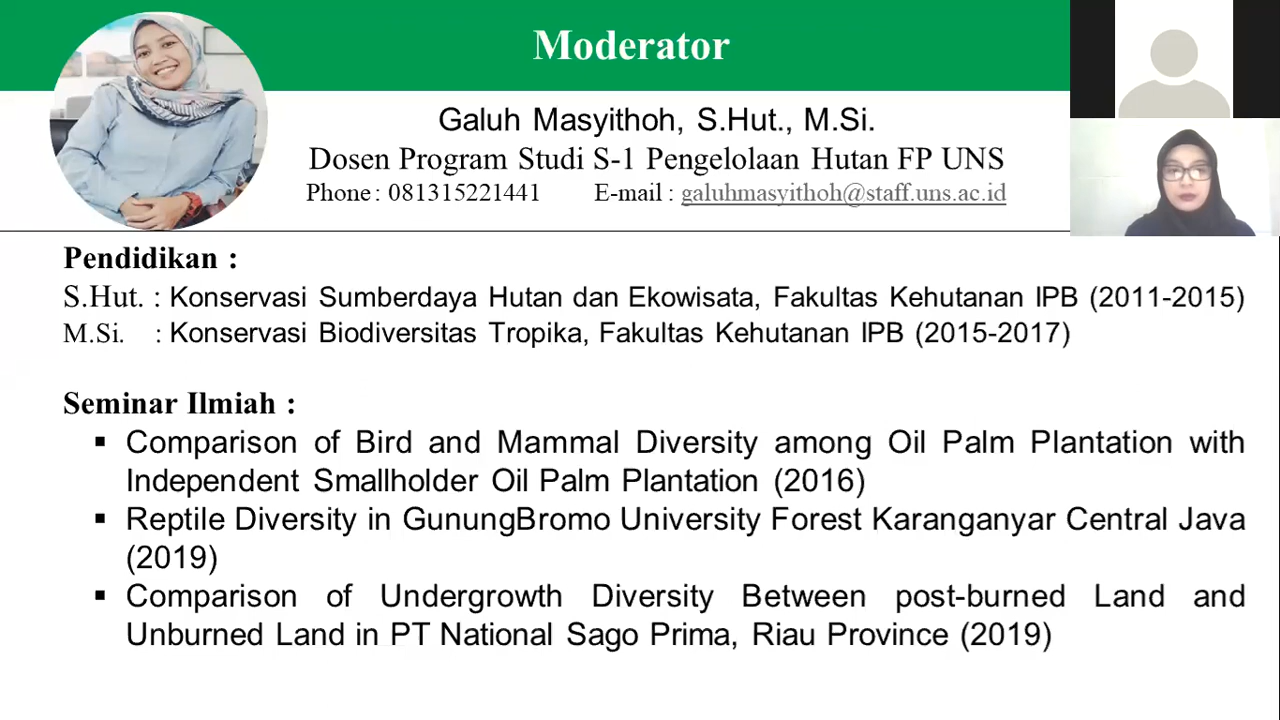 Moderator
Galuh Masyithoh, S.Hut., M.Si.
Dosen Program Studi S-1 Pengelolaan Hutan FP UNS
Phone : 081315221441 E-mail : galuhmasyithoh@staff.uns.ac.id
Pendidikan :
S.Hut. : Konservasi Sumberdaya Hutan dan Ekowisata, Fakultas Kehutanan IPB (2011-2015)
M.Si. : Konservasi Biodiversitas Tropika, Fakultas Kehutanan IPB (2015-2017)
Seminar Ilmiah :
▪ Comparison of Bird and Mammal Diversity among Oil Palm Plantation with
Independent Smallholder Oil Palm Plantation (2016)
▪ Reptile Diversity in GunungBromo University Forest Karanganyar Central Java
(2019)
▪ Comparison of Undergrowth Diversity Between post-burned Land and
Unburned Land in PT National Sago Prima, Riau Province (2019)